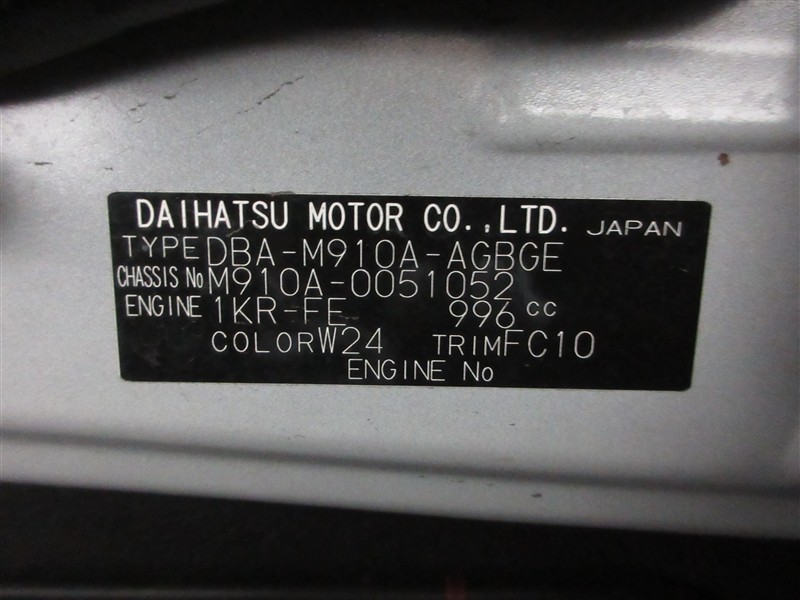 DAIHATSU MOTOR CO.,LTD. JAPAN
TYPE DBA-M910A-AGBGE
CHASSIS No M910A-0051052
ENGINE 1KR-FE 996 CC
COLOR W24 TRIM FC10
ENGINE No